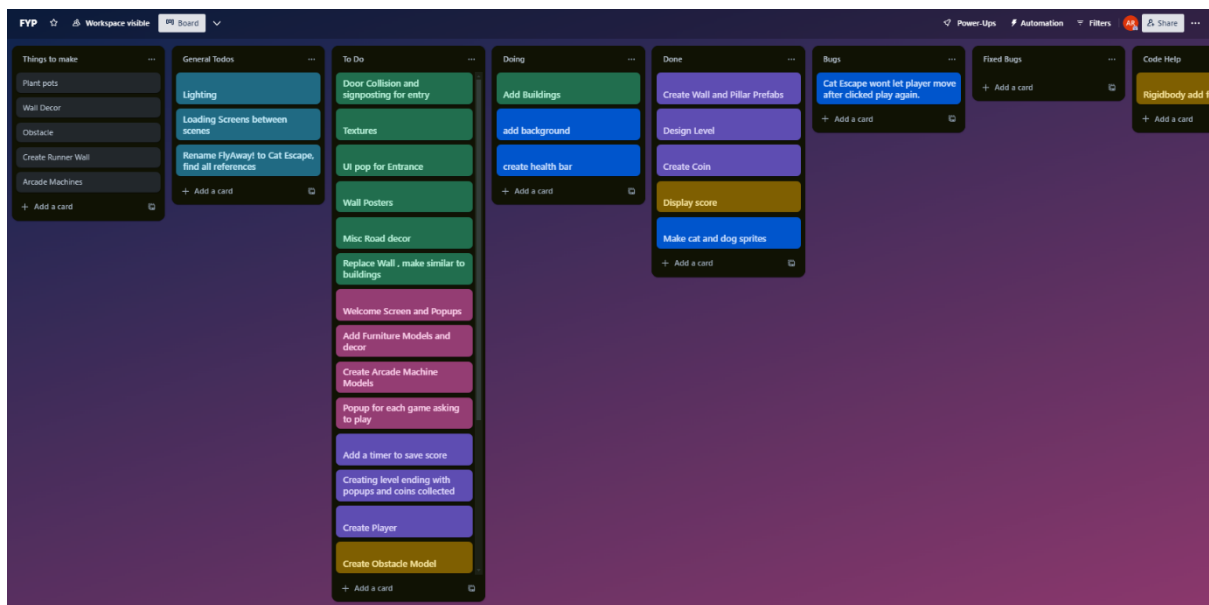 FYP
Workspace visible
Board
Power-Ups
Automation
Filters
AR
Share
Things to make
Plant pots
Wall Decor
Obstacle
Create Runner Wall
Arcade Machines
+ Add a card
General Todos
Lighting
Loading Screens between
scenes
Rename FlyAway! to Cat Escape,
find all references
+ Add a card
To Do
Door Collision and
signposting for entry
Textures
UI pop for Entrance
Wall Posters
Misc Road decor
Replace Wall , make similar to
buildings
Welcome Screen and Popups
Add Furniture Models and
decor
Create Arcade Machine
Models
Popup for each game asking
to play
Add a timer to save score
Creating level ending with
popups and coins collected
Create Player
Create Obstacle Model
+ Add a card
Doing
Add Buildings
add background
create health bar
+ Add a card
Done
Create Wall and Pillar Prefabs
Design Level
Create Coin
Display score
Make cat and dog sprites
+ Add a card
Bugs
Cat Escape wont let player move
after clicked play again.
+ Add a card
Fixed Bugs
+ Add a card
Code Help
Rigidbody add f
+ Add a card